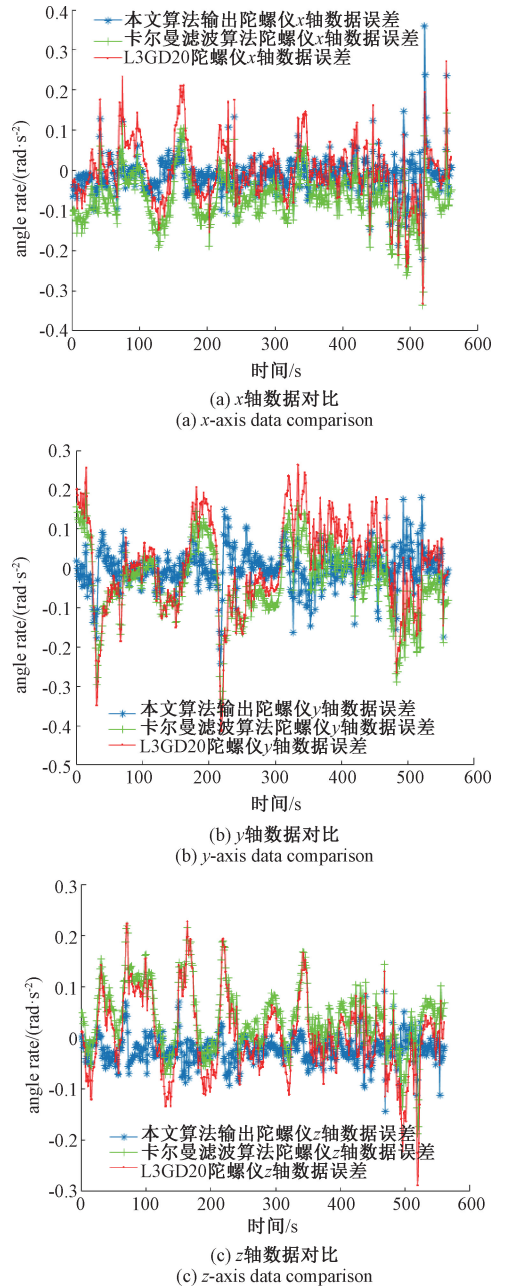 0.4
本文算法输出陀螺仪x轴数据误差
卡尔曼滤波算法陀螺仪x轴数据误差
0.3
L3GD20陀螺仪x轴数据误差
0.2
0.1
0
-0.1
-0.2
-0.3
-0.4
angle rate/(rad·s⁻²)
0 100 200 300 400 500 600
时间/s
(a) x轴数据对比
(a) x-axis data comparison
0.3
0.2
0.1
0
-0.1
-0.2
-0.3
-0.4
-0.5
angle rate/(rad·s⁻²)
本文算法输出陀螺仪y轴数据误差
卡尔曼滤波算法陀螺仪y轴数据误差
L3GD20陀螺仪y轴数据误差
0 100 200 300 400 500 600
时间/s
(b) y轴数据对比
(b) y-axis data comparison
0.3
0.2
0.1
0
-0.1
-0.2
-0.3
angle rate/(rad·s⁻²)
本文算法输出陀螺仪z轴数据误差
卡尔曼滤波算法陀螺仪z轴数据误差
L3GD20陀螺仪z轴数据误差
0 100 200 300 400 500 600
时间/s
(c) z轴数据对比
(c) z-axis data comparison